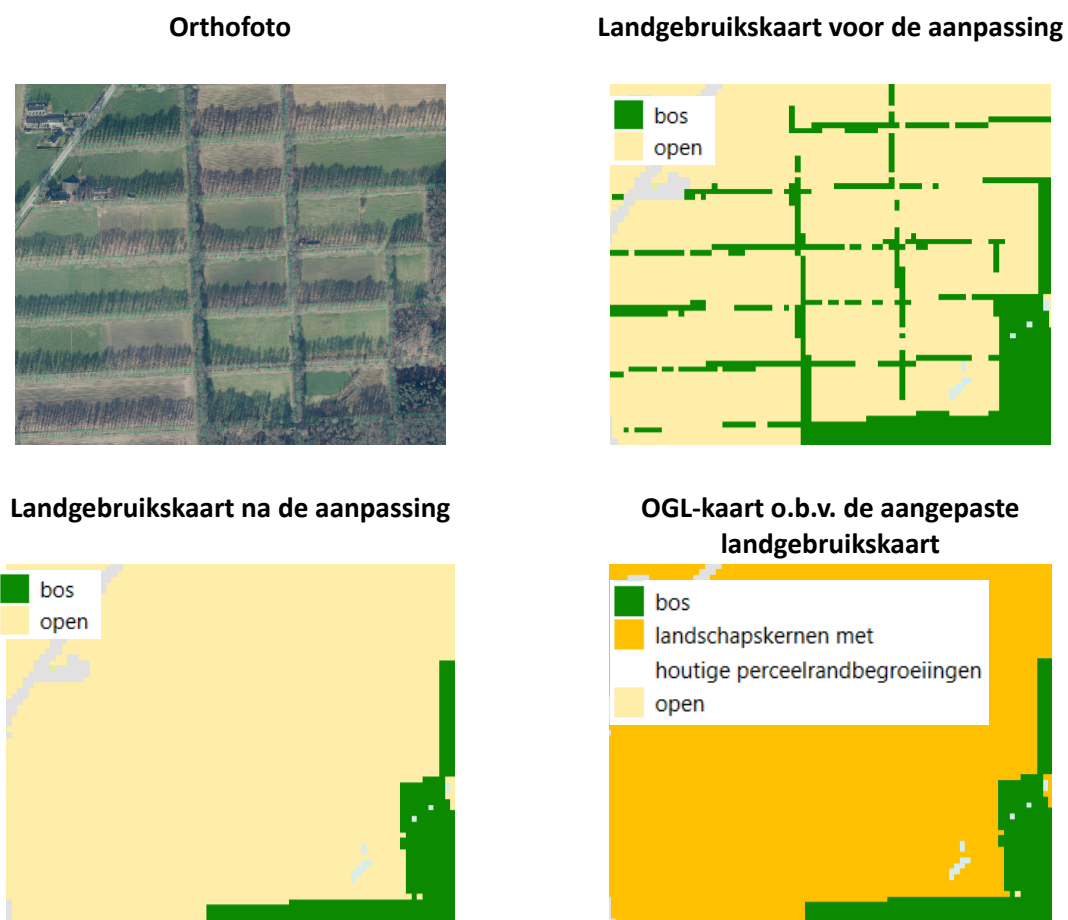 Orthofoto
Landgebruikskaart voor de aanpassing
bos
open
Landgebruikskaart na de aanpassing
bos
open
OGL-kaart o.b.v. de aangepaste
landgebruikskaart
bos
landschapskernen met
houtige perceelrandbegroeiingen
open